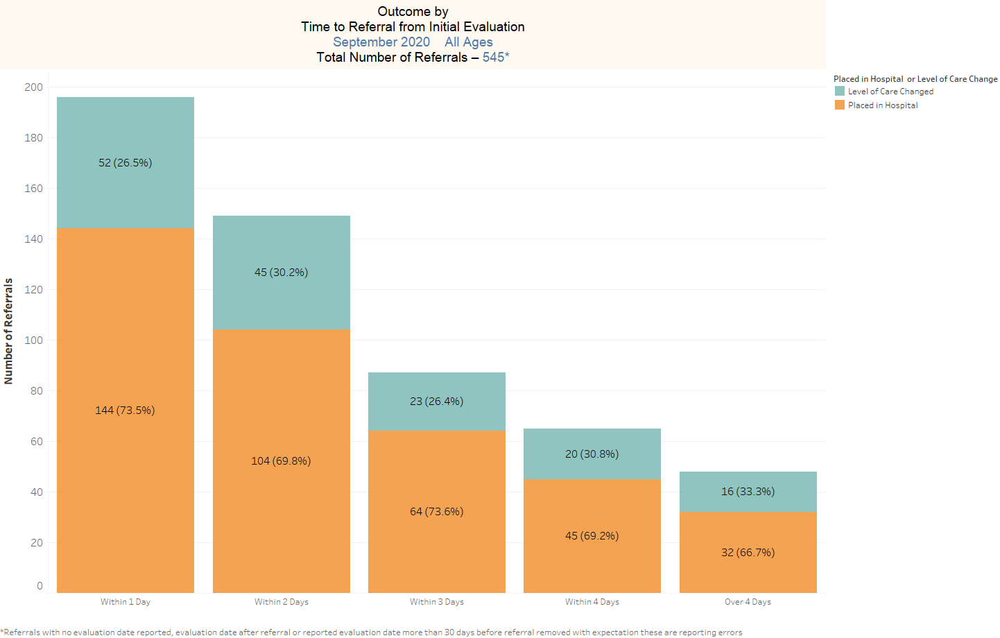 Outcome by
Time to Referral from Initial Evaluation
September 2020 All Ages
Total Number of Referrals – 545*
Placed in Hospital or Level of Care Change
Level of Care Changed
Placed in Hospital
Number of Referrals
200
180
160
140
120
100
80
60
40
20
0
52 (26.5%)
144 (73.5%)
45 (30.2%)
104 (69.8%)
23 (26.4%)
64 (73.6%)
20 (30.8%)
45 (69.2%)
16 (33.3%)
32 (66.7%)
Within 1 Day
Within 2 Days
Within 3 Days
Within 4 Days
Over 4 Days
*Referrals with no evaluation date reported, evaluation date after referral or reported evaluation date more than 30 days before referral removed with expectation these are reporting errors